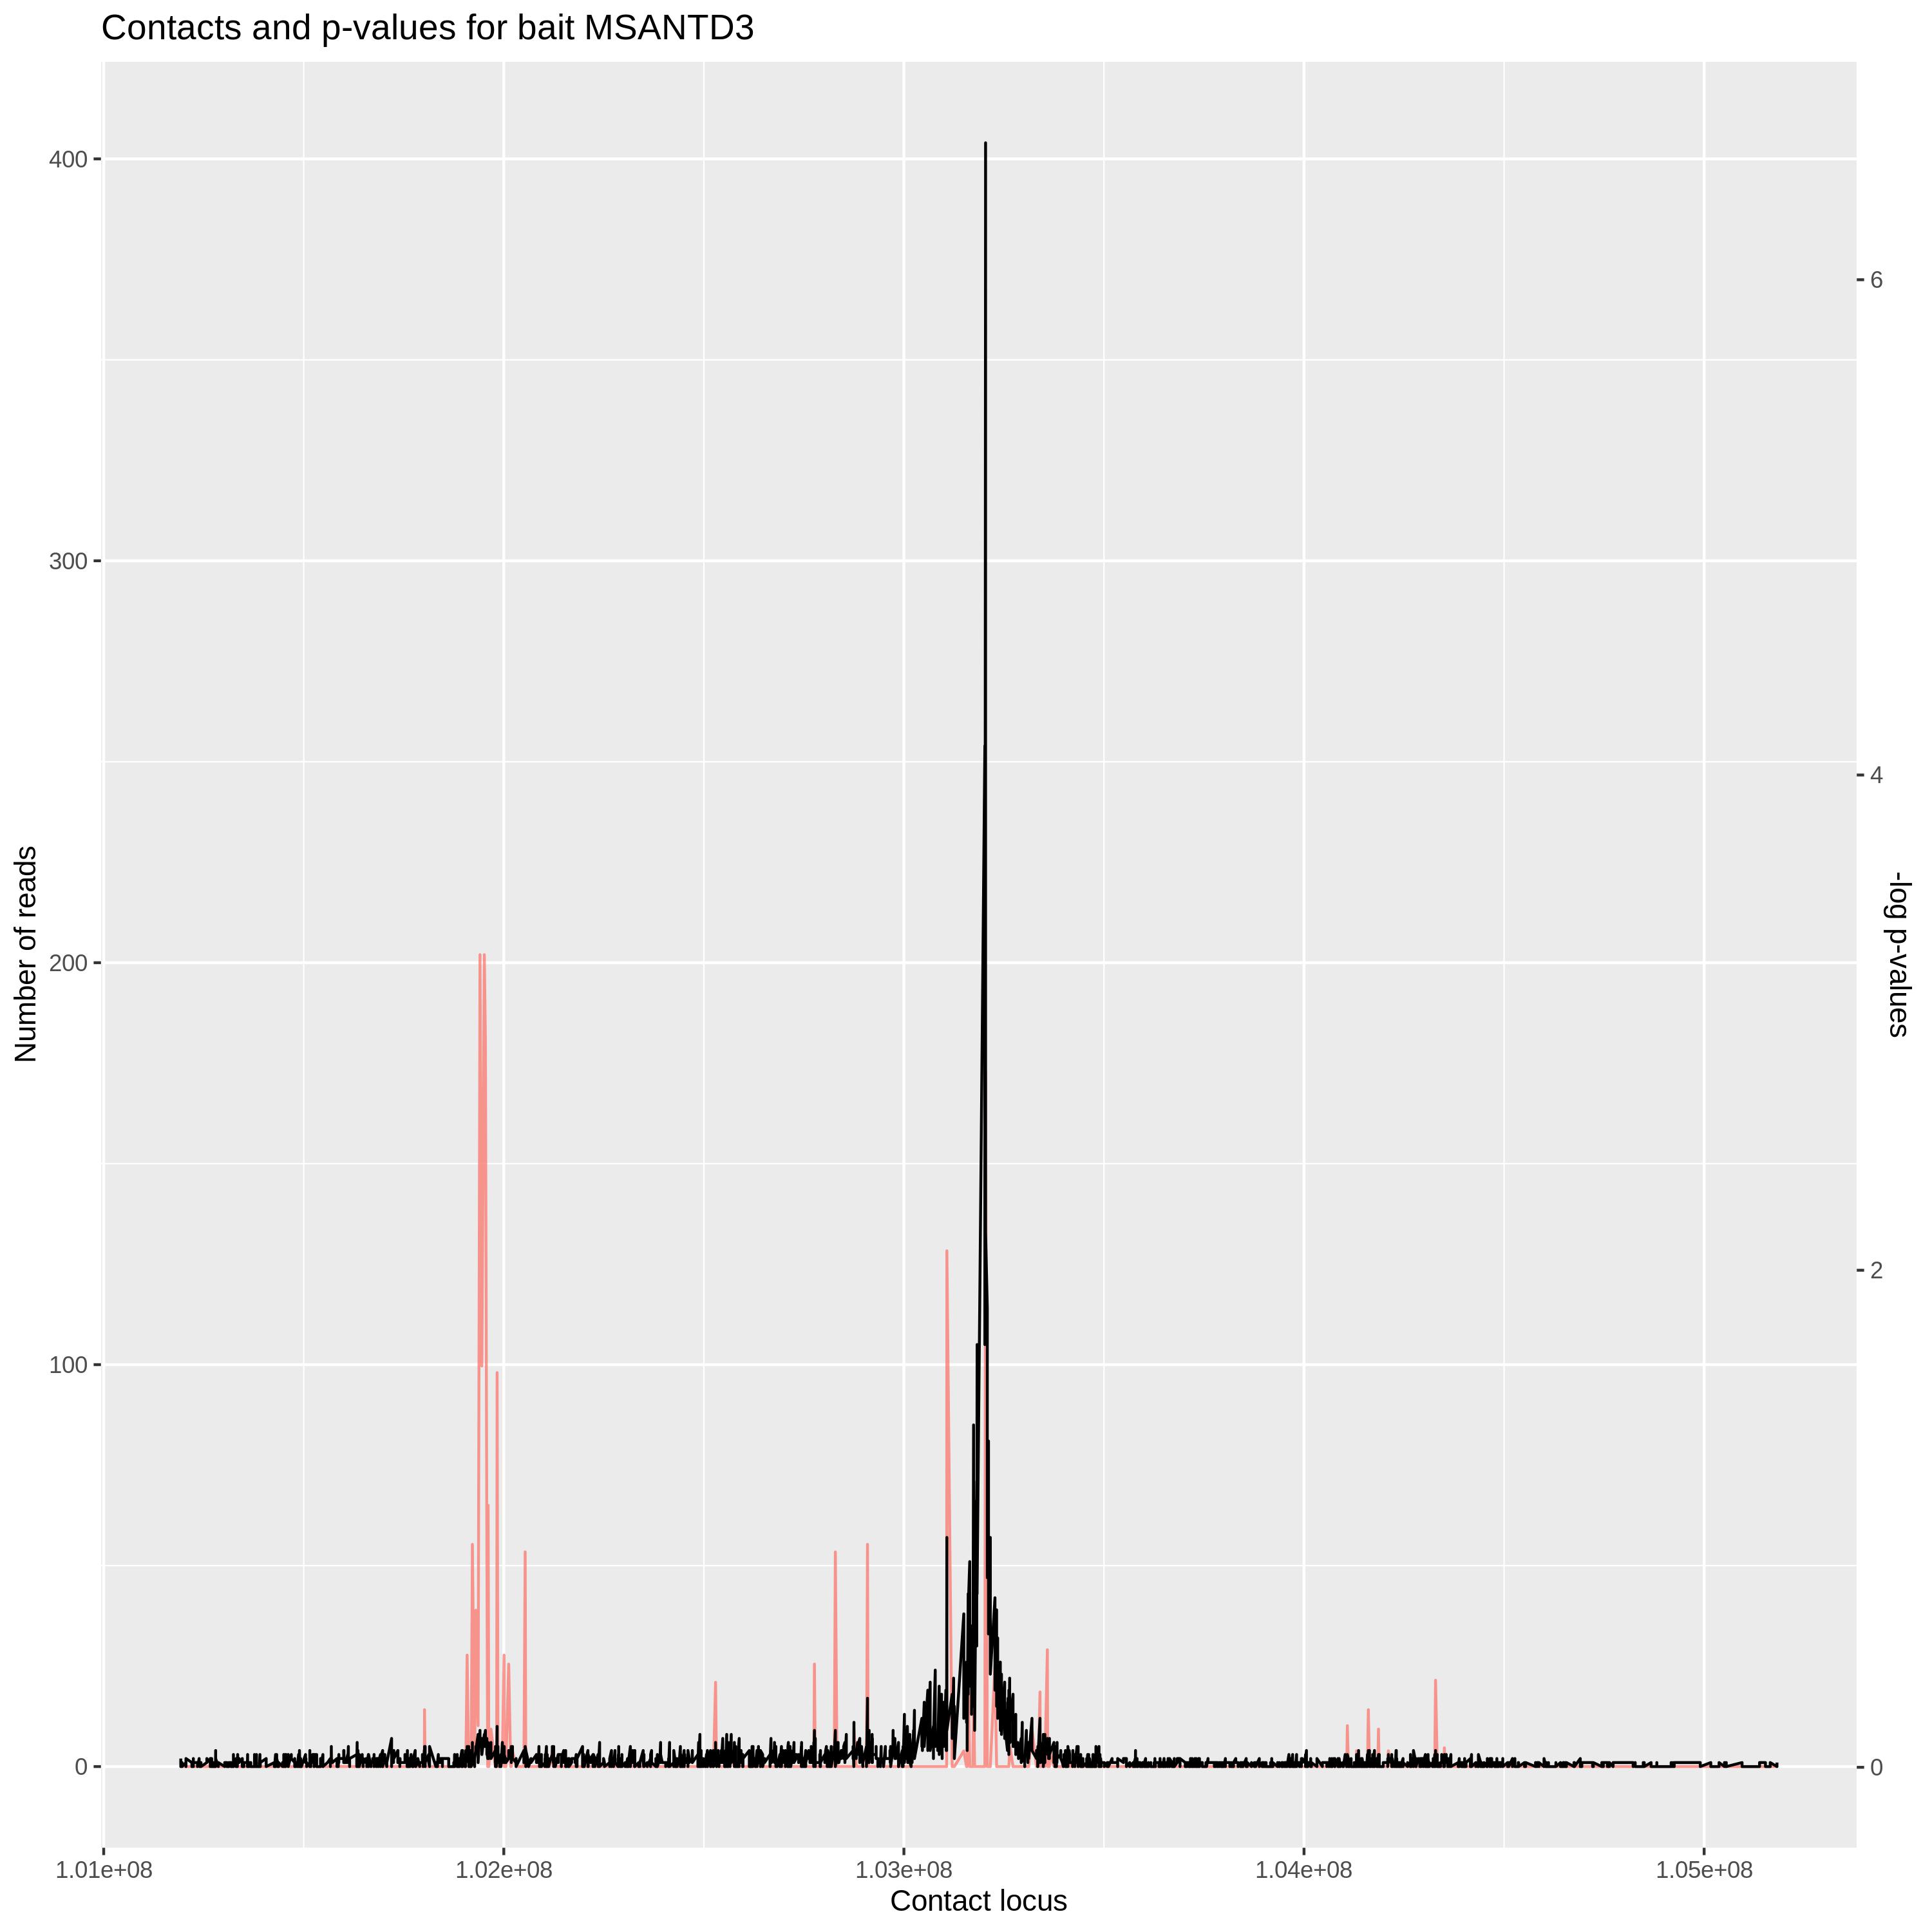 Contacts and p-values for bait MSANTD3
400
300
200
100
0
Number of reads
6
4
2
0
-log p-values
1.01e+08
1.02e+08
1.03e+08
1.04e+08
1.05e+08
Contact locus